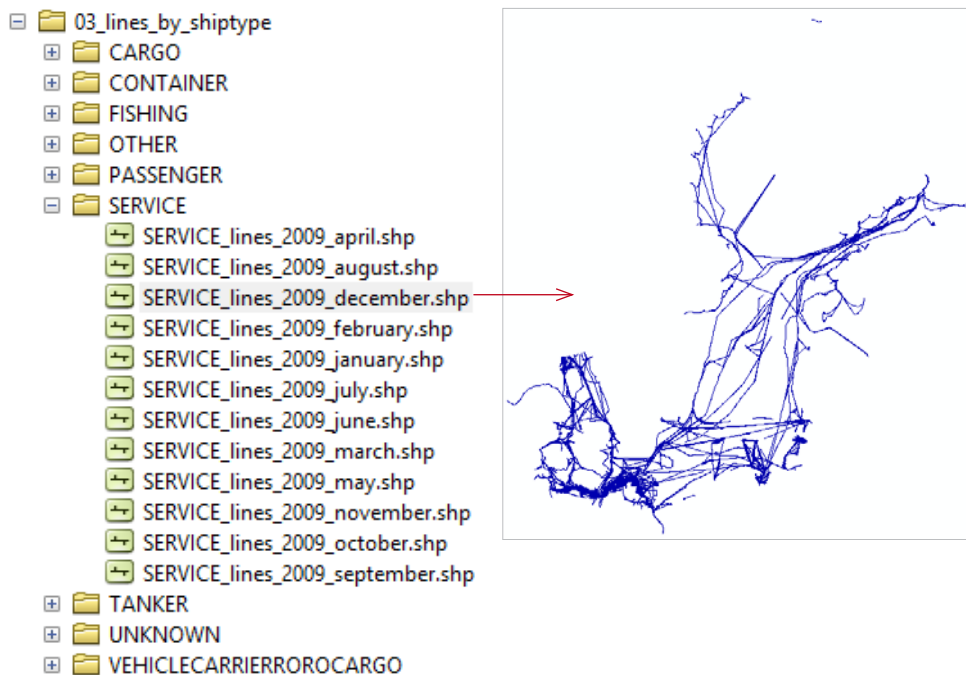 03_lines_by_shiptype
CARGO
CONTAINER
FISHING
OTHER
PASSENGER
SERVICE
SERVICE_lines_2009_april.shp
SERVICE_lines_2009_august.shp
SERVICE_lines_2009_december.shp
SERVICE_lines_2009_february.shp
SERVICE_lines_2009_january.shp
SERVICE_lines_2009_july.shp
SERVICE_lines_2009_june.shp
SERVICE_lines_2009_march.shp
SERVICE_lines_2009_may.shp
SERVICE_lines_2009_november.shp
SERVICE_lines_2009_october.shp
SERVICE_lines_2009_september.shp
TANKER
UNKNOWN
VEHICLECARRIERROROCARGO